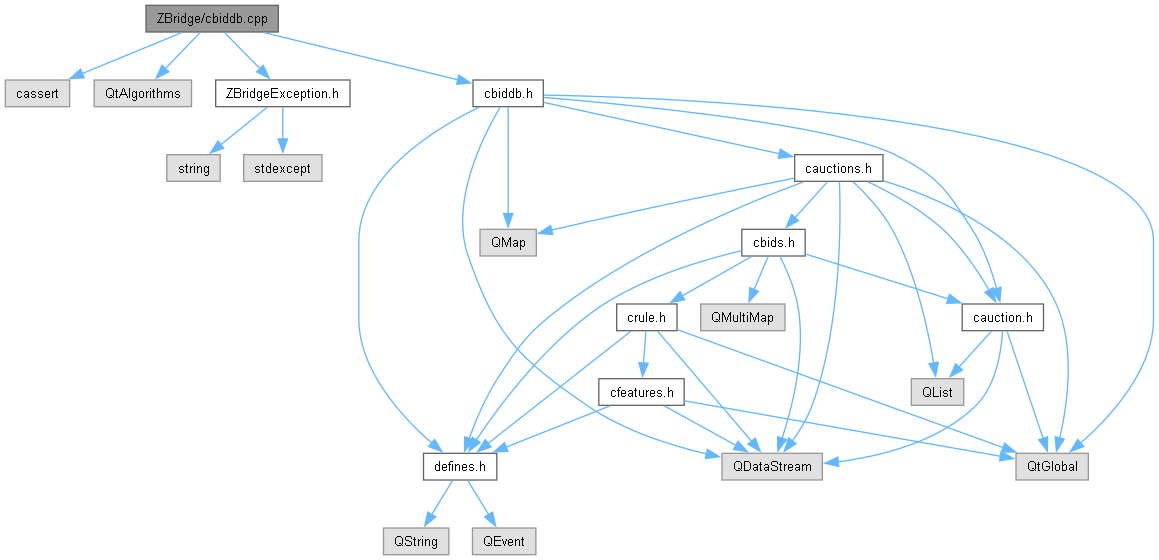 ZBridge/cbiddb.cpp
cassert
QtAlgorithms
ZBridgeException.h
cbiddb.h
string
stdexcept
cauctions.h
QMap
cbids.h
crule.h
QMultiMap
cauction.h
cfeatures.h
QList
defines.h
QDataStream
QtGlobal
QString
QEvent